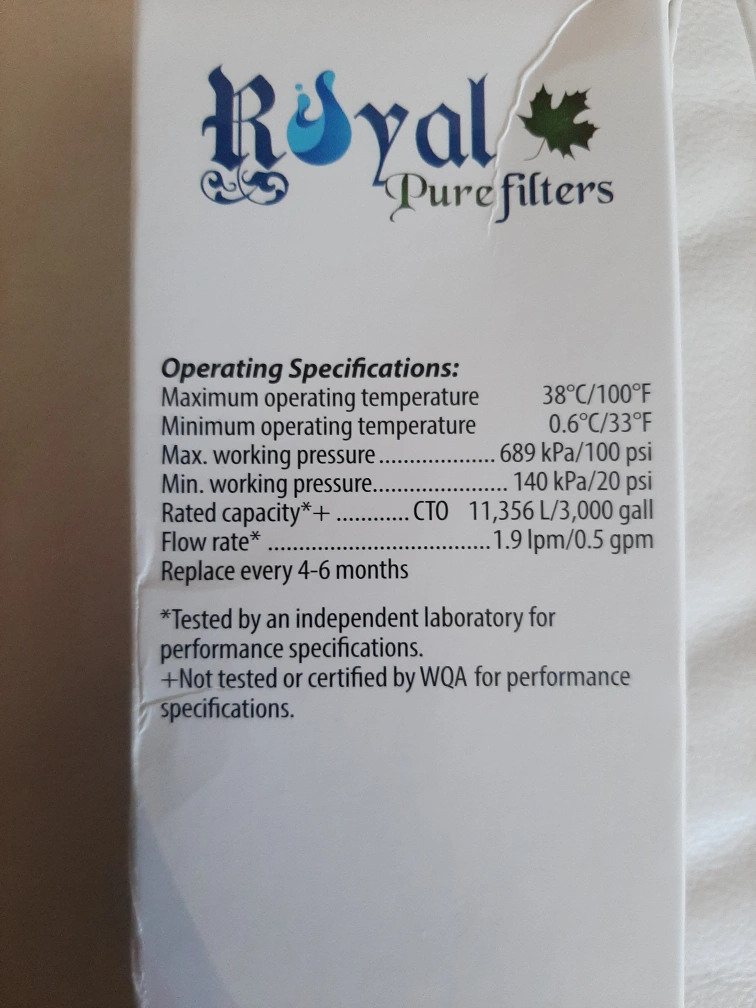 Royal
Purefilters
Operating Specifications:
Maximum operating temperature 38°C/100°F
Minimum operating temperature 0.6°C/33°F
Max. working pressure.................... 689 kPa/100 psi
Min. working pressure....................... 140 kPa/20 psi
Rated capacity*+ ............. CTO 11,356 L/3,000 gall
Flow rate* ......................................1.9 lpm/0.5 gpm
Replace every 4-6 months
*Tested by an independent laboratory for
performance specifications.
+Not tested or certified by WQA for performance
specifications.